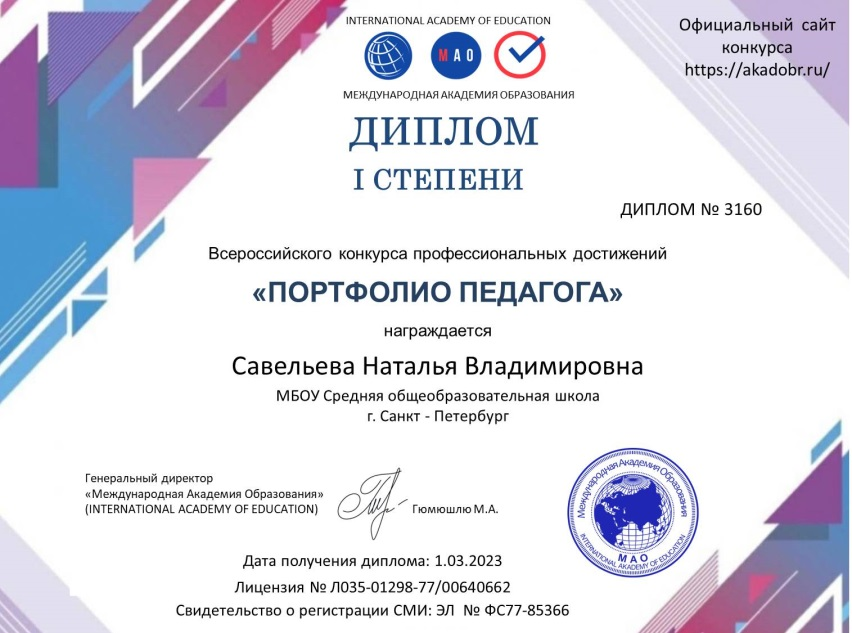 INTERNATIONAL ACADEMY OF EDUCATION
МАО
МЕЖДУНАРОДНАЯ АКАДЕМИЯ ОБРАЗОВАНИЯ
Официальный сайт
конкурса
https://akadobr.ru/
ДИПЛОМ
I СТЕПЕНИ
ДИПЛОМ № 3160
Всероссийского конкурса профессиональных достижений
«ПОРТФОЛИО ПЕДАГОГА»
награждается
Савельева Наталья Владимировна
МБОУ Средняя общеобразовательная школа
г. Санкт - Петербург
Генеральный директор
«Международная Академия Образования»
(INTERNATIONAL ACADEMY OF EDUCATION)
Гюмюшлю М.А.
Международная Академия Образования
МАО
INTERNATIONAL ACADEMY OF EDUCATION
Дата получения диплома: 1.03.2023
Лицензия № Л035-01298-77/00640662
Свидетельство о регистрации СМИ: ЭЛ № ФС77-85366